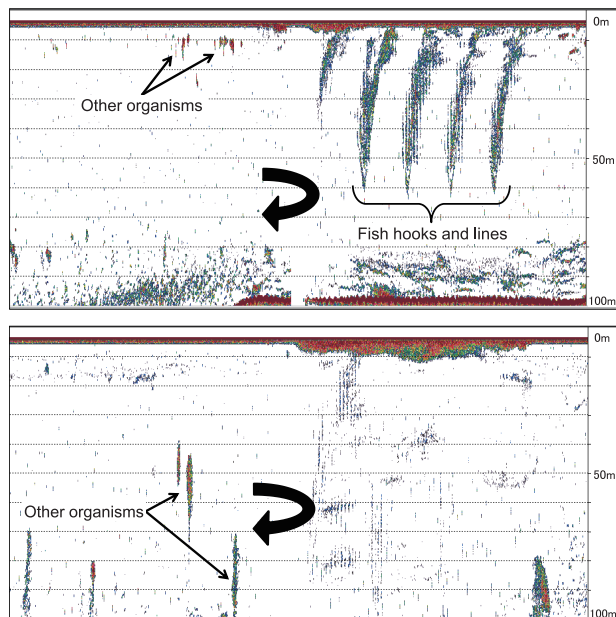 0m
Other organisms
50m
Fish hooks and lines
100m
0m
50m
Other organisms
100m